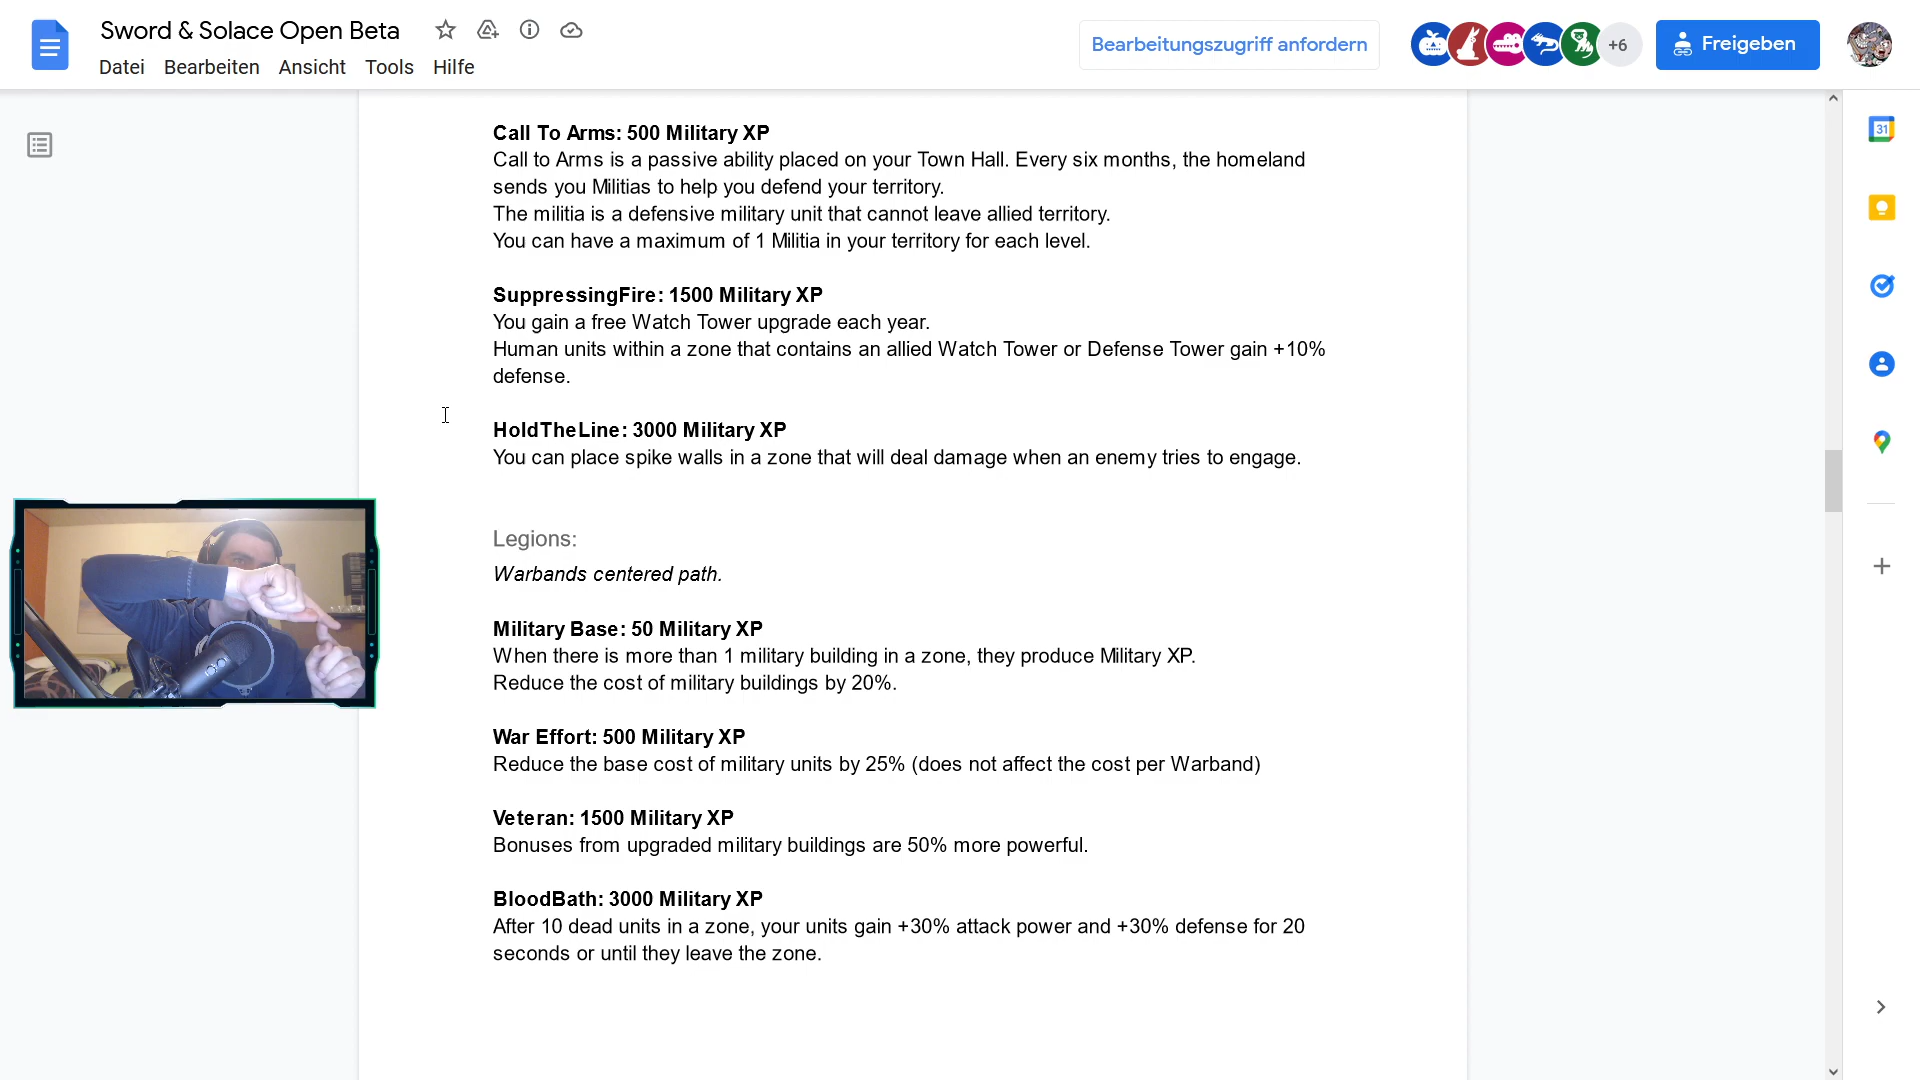 Sword & Solace Open Beta
Datei Bearbeiten Ansicht Tools Hilfe
Bearbeitungszugriff anfordern
+6
Freigeben
31
Call To Arms: 500 Military XP
Call to Arms is a passive ability placed on your Town Hall. Every six months, the homeland
sends you Militias to help you defend your territory.
The militia is a defensive military unit that cannot leave allied territory.
You can have a maximum of 1 Militia in your territory for each level.
SuppressingFire: 1500 Military XP
You gain a free Watch Tower upgrade each year.
Human units within a zone that contains an allied Watch Tower or Defense Tower gain +10%
defense.
HoldTheLine: 3000 Military XP
You can place spike walls in a zone that will deal damage when an enemy tries to engage.
Legions:
Warbands centered path.
Military Base: 50 Military XP
When there is more than 1 military building in a zone, they produce Military XP.
Reduce the cost of military buildings by 20%.
War Effort: 500 Military XP
Reduce the base cost of military units by 25% (does not affect the cost per Warband)
Veteran: 1500 Military XP
Bonuses from upgraded military buildings are 50% more powerful.
BloodBath: 3000 Military XP
After 10 dead units in a zone, your units gain +30% attack power and +30% defense for 20
seconds or until they leave the zone.